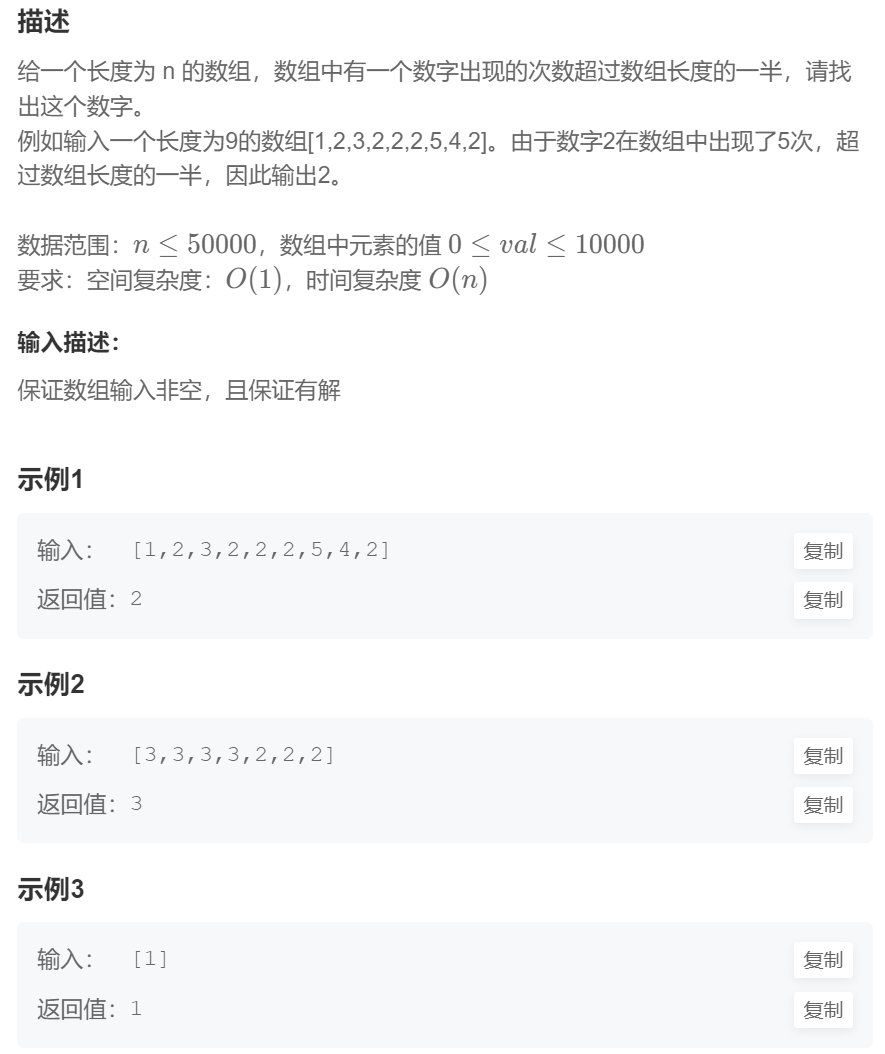 描述
给一个长度为 n 的数组，数组中有一个数字出现的次数超过数组长度的一半，请找
出这个数字。
例如输入一个长度为9的数组[1,2,3,2,2,2,5,4,2]。由于数字2在数组中出现了5次，超
过数组长度的一半，因此输出2。
数据范围：n ≤ 50000，数组中元素的值 0 ≤ val ≤ 10000
要求：空间复杂度：O(1)，时间复杂度 O(n)
输入描述：
保证数组输入非空，且保证有解
示例1
输入： [1,2,3,2,2,2,5,4,2] 复制
返回值：2 复制
示例2
输入： [3,3,3,3,2,2,2] 复制
返回值：3 复制
示例3
输入： [1] 复制
返回值：1 复制